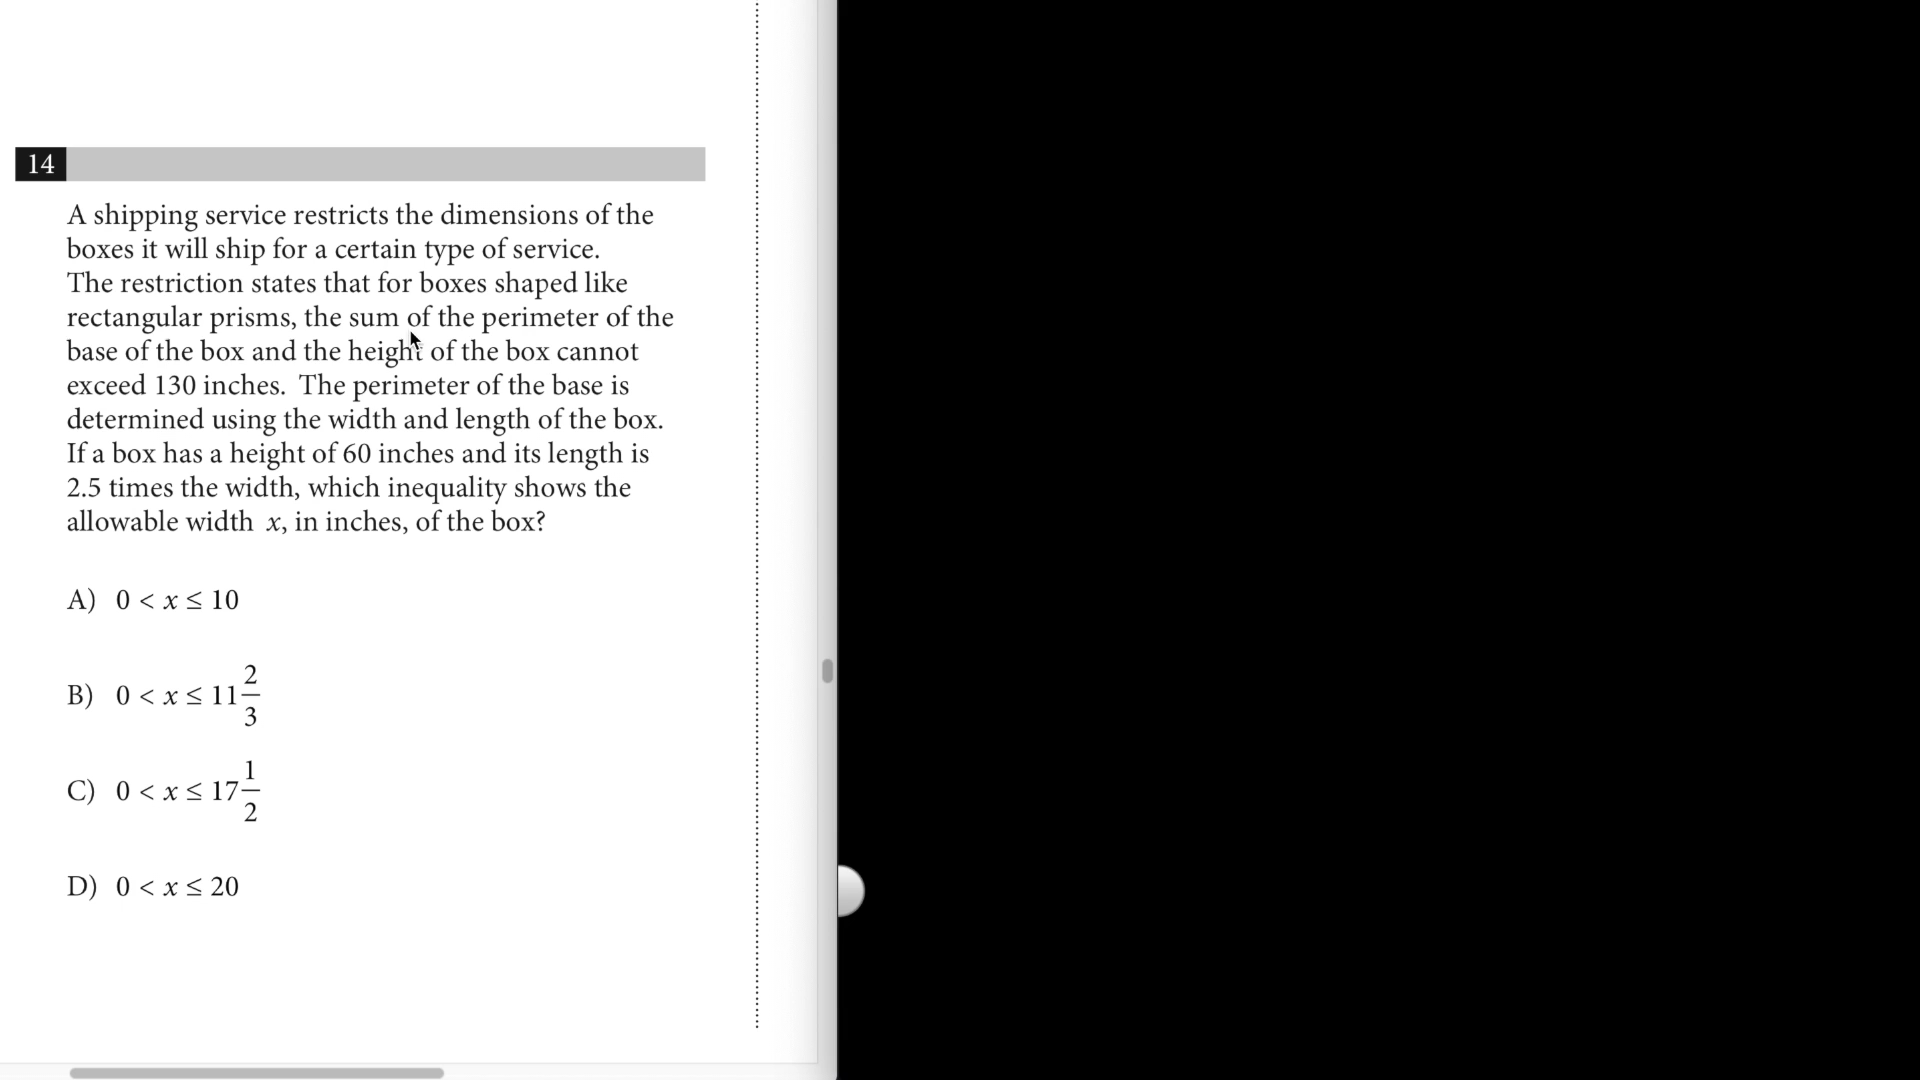 14
A shipping service restricts the dimensions of the
boxes it will ship for a certain type of service.
The restriction states that for boxes shaped like
rectangular prisms, the sum of the perimeter of the
base of the box and the height of the box cannot
exceed 130 inches. The perimeter of the base is
determined using the width and length of the box.
If a box has a height of 60 inches and its length is
2.5 times the width, which inequality shows the
allowable width x, in inches, of the box?
A) 0 < x ≤ 10
B) 0 < x ≤ 11 2/3
C) 0 < x ≤ 17 1/2
D) 0 < x ≤ 20